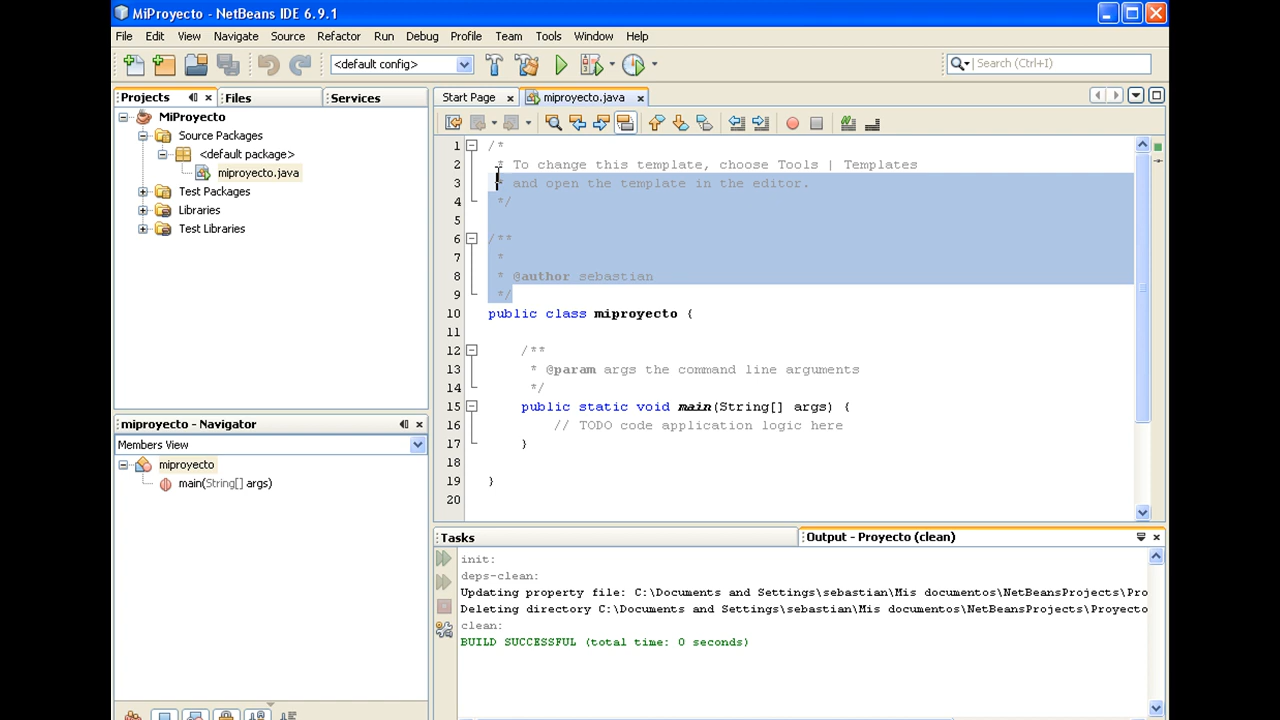 MiProyecto - NetBeans IDE 6.9.1
File Edit View Navigate Source Refactor Run Debug Profile Team Tools Window Help
<default config> Search (Ctrl+I)
Projects Files Services
MiProyecto
Source Packages
<default package>
miproyecto.java
Test Packages
Libraries
Test Libraries
miproyecto - Navigator
Members View
miproyecto
main(String[] args)
Start Page miproyecto.java
1 /*
2 * To change this template, choose Tools | Templates
3 * and open the template in the editor.
4 */
5
6 /**
7 *
8 * @author sebastian
9 */
10 public class miproyecto {
11
12 /**
13 * @param args the command line arguments
14 */
15 public static void main(String[] args) {
16 // TODO code application logic here
17 }
18
19 }
20
Tasks Output - Proyecto (clean)
init:
deps-clean:
Updating property file: C:\Documents and Settings\sebastian\Mis documentos\NetBeansProjects\Pro
Deleting directory C:\Documents and Settings\sebastian\Mis documentos\NetBeansProjects\Proyecto
clean:
BUILD SUCCESSFUL (total time: 0 seconds)